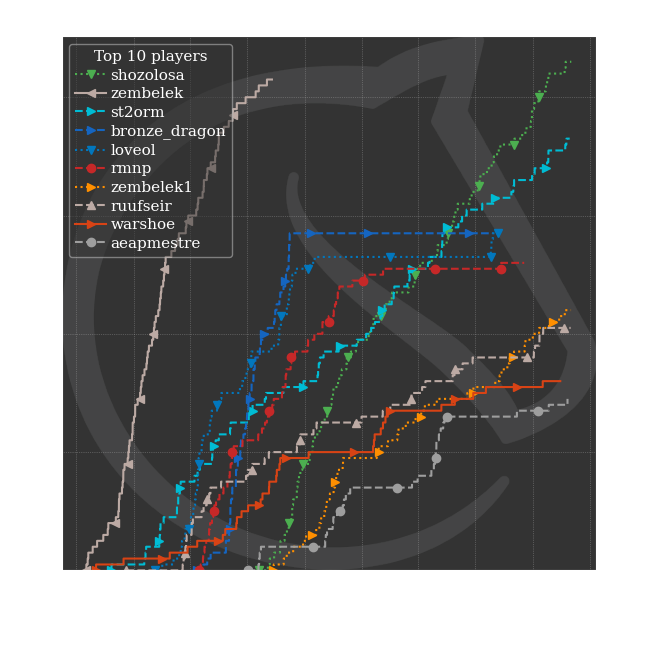 Top 10 players
shozolosa
zembelek
st2orm
bronze_dragon
loveol
rmnp
zembelek1
ruufseir
warshoe
aeapmestre